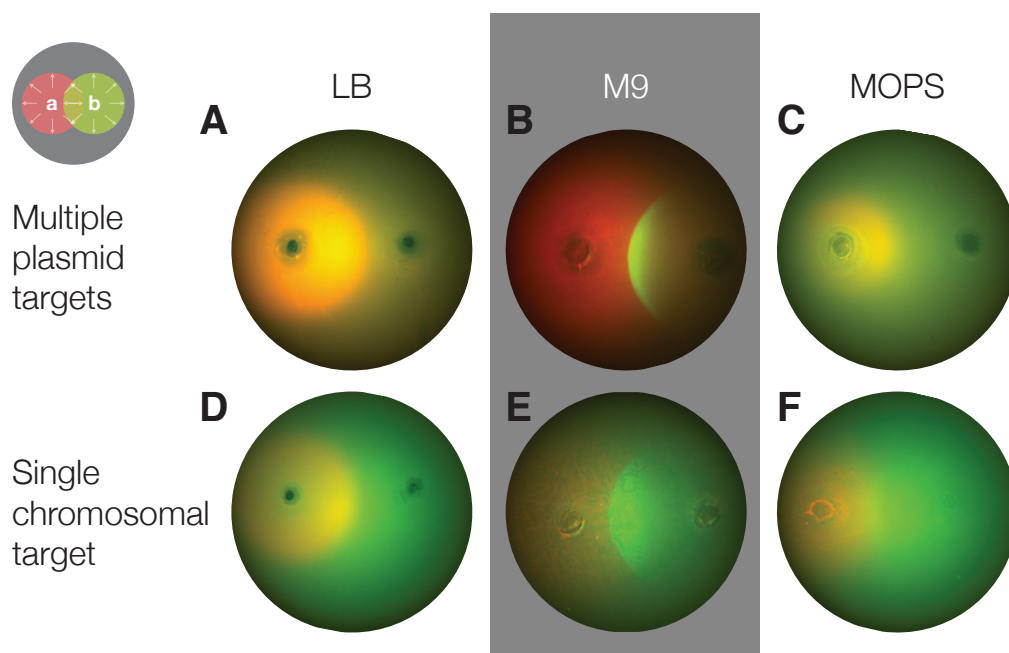 a b
LB
M9
MOPS
A
B
C
Multiple
plasmid
targets
D
E
F
Single
chromosomal
target